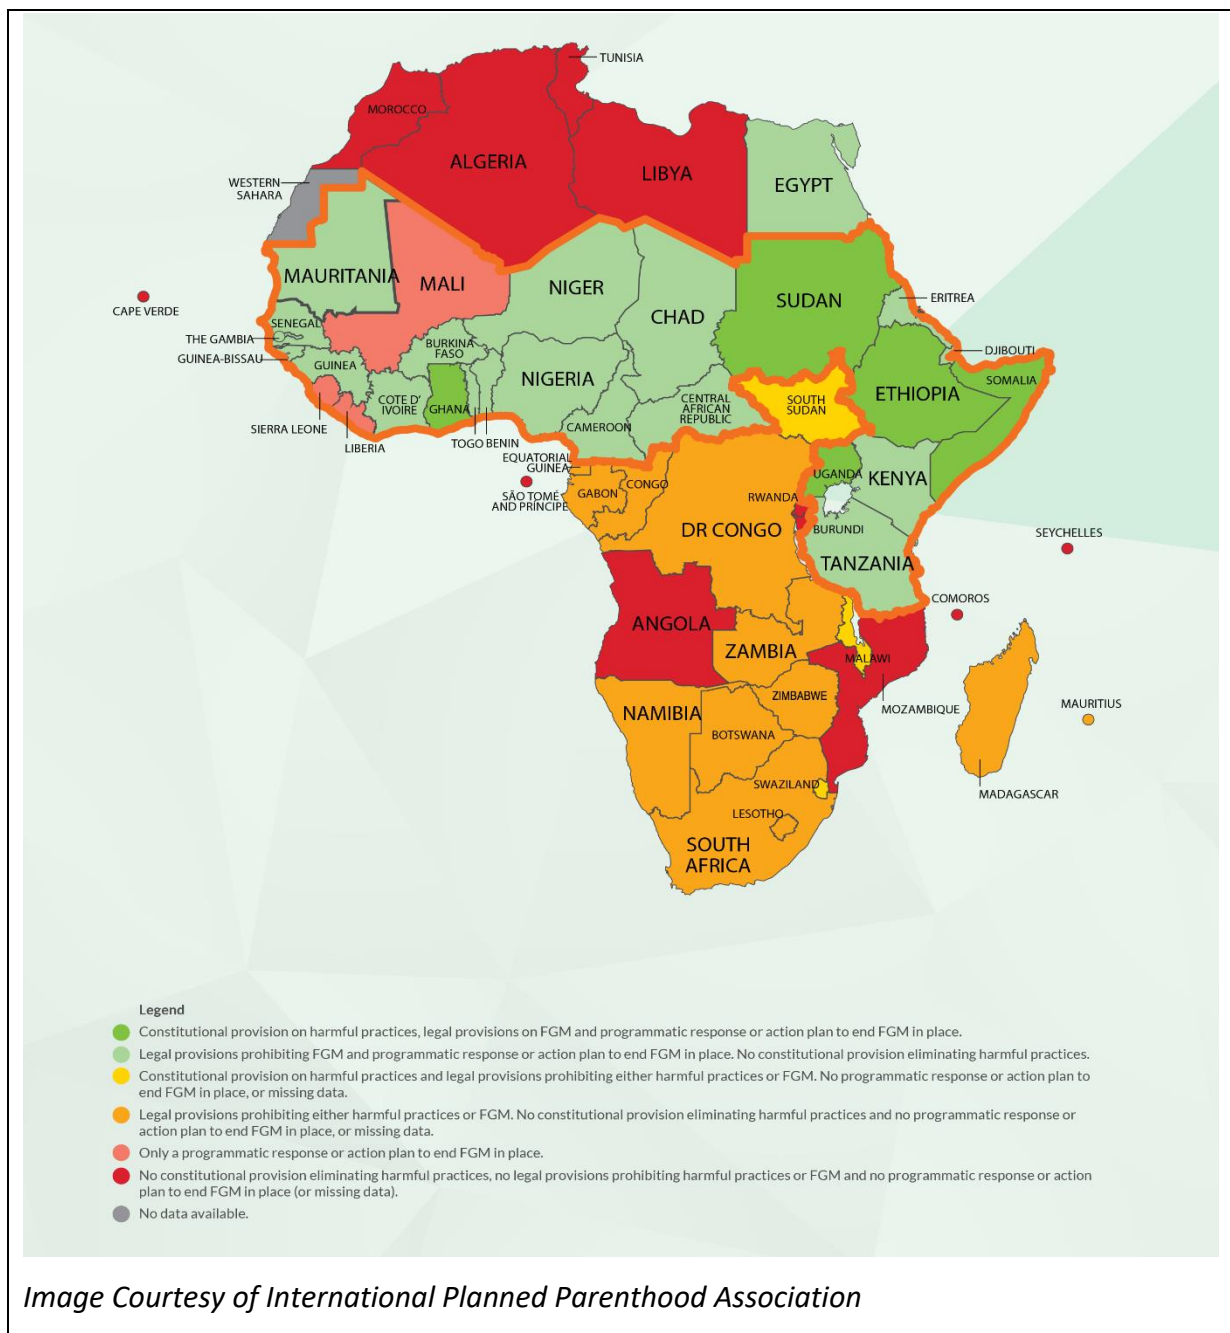 TUNISIA
MOROCCO
ALGERIA
LIBYA
EGYPT
WESTERN
SAHARA
MAURITANIA
MALI
NIGER
CHAD
SUDAN
ERITREA
CAPE VERDE
SENEGAL
THE GAMBIA
GUINEA-BISSAU
GUINEA
BURKINA
FASO
DJIBOUTI
NIGERIA
SOMALIA
ETHIOPIA
COTE D'
IVOIRE
GHANA
CENTRAL
AFRICAN
REPUBLIC
SOUTH
SUDAN
SIERRA LEONE
LIBERIA
TOGO
BENIN
CAMEROON
EQUATORIAL
GUINEA
UGANDA
KENYA
SÃO TOMÉ
AND PRÍNCIPE
GABON
CONGO
RWANDA
DR CONGO
BURUNDI
SEYCHELLES
TANZANIA
COMOROS
ANGOLA
ZAMBIA
MALAWI
ZIMBABWE
MOZAMBIQUE
MAURITIUS
NAMIBIA
BOTSWANA
SWAZILAND
MADAGASCAR
LESOTHO
SOUTH
AFRICA
Legend
Constitutional provision on harmful practices, legal provisions on FGM and programmatic response or action plan to end FGM in place.
Legal provisions prohibiting FGM and programmatic response or action plan to end FGM in place. No constitutional provision eliminating harmful practices.
Constitutional provision on harmful practices and legal provisions prohibiting either harmful practices or FGM. No programmatic response or action plan to
end FGM in place, or missing data.
Legal provisions prohibiting either harmful practices or FGM. No constitutional provision eliminating harmful practices and no programmatic response or
action plan to end FGM in place, or missing data.
Only a programmatic response or action plan to end FGM in place.
No constitutional provision eliminating harmful practices, no legal provisions prohibiting harmful practices or FGM and no programmatic response or action
plan to end FGM in place (or missing data).
No data available.
Image Courtesy of International Planned Parenthood Association